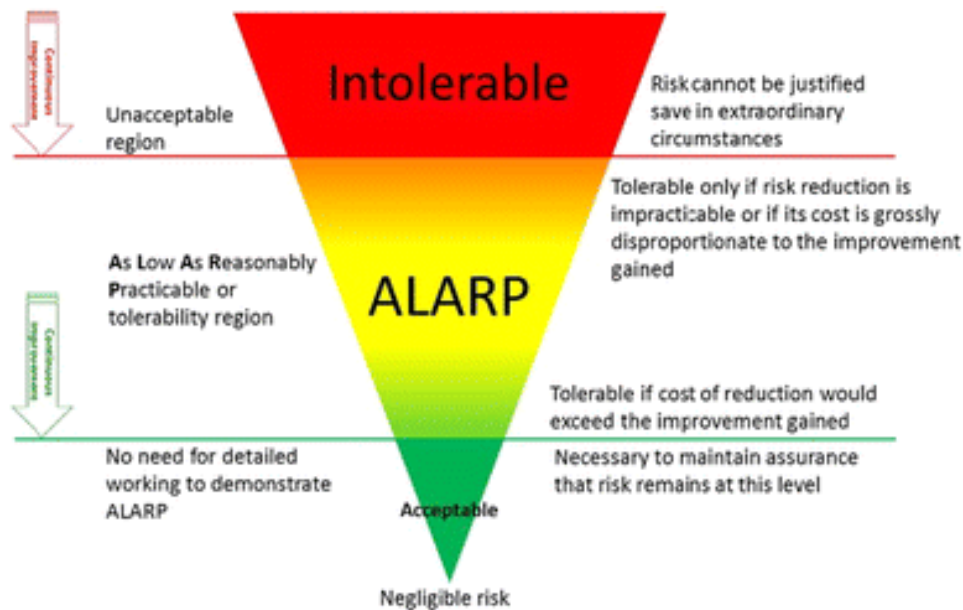 Continuous
improvement
Intolerable
Unacceptable
region
Risk cannot be justified
save in extraordinary
circumstances
Tolerable only if risk reduction is
impracticable or if its cost is grossly
disproportionate to the improvement
gained
As Low As Reasonably
Practicable or
tolerability region
ALARP
Continuous
Tolerable if cost of reduction would
exceed the improvement gained
No need for detailed
working to demonstrate
ALARP
Necessary to maintain assurance
that risk remains at this level
Acceptable
Negligible risk